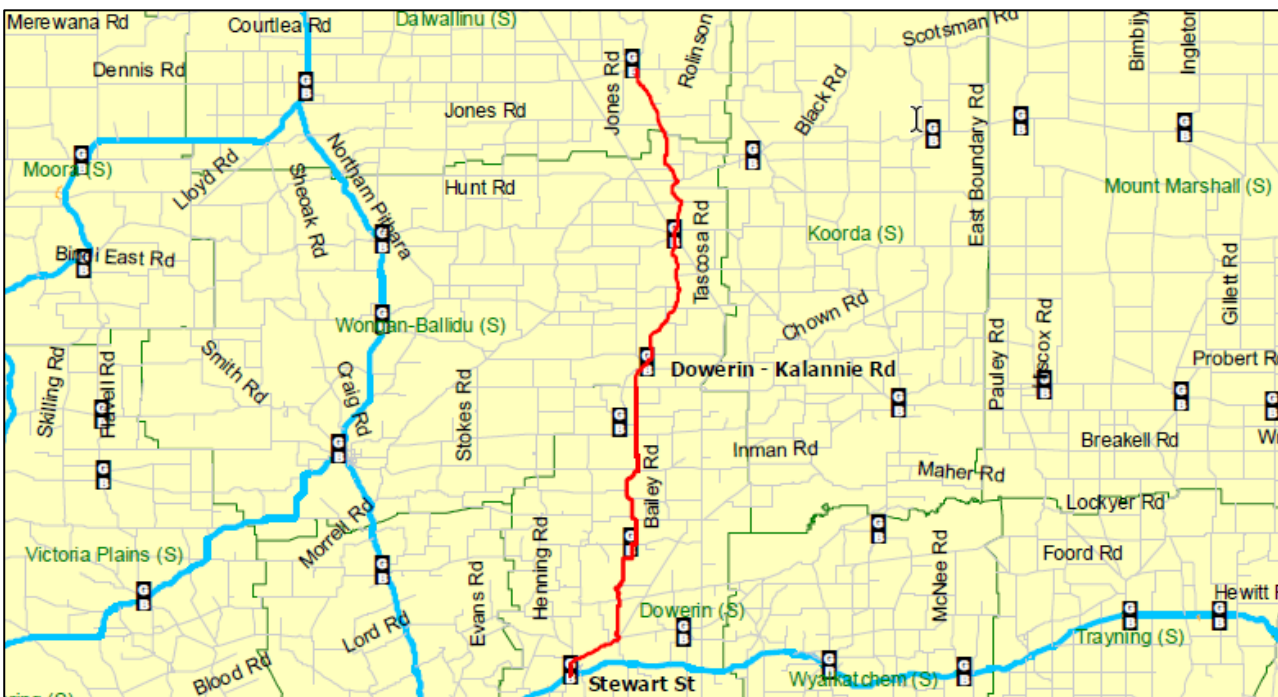 Merewana Rd
Courtlea Rd
Dalwallinu (S)
Scotsman Rd
Dennis Rd
Jones Rd
Rolinson
Black Rd
Bimbijy
Ingleton
Jones Rd
East Boundary Rd
Moora (S)
Lloyd Rd
Sheoak Rd
Northam Pithara
Hunt Rd
Mount Marshall (S)
Tascosa Rd
Koorda (S)
East Rd
Gillett Rd
Chown Rd
Wongan-Ballidu (S)
Smith Rd
Skilling Rd
Craig Rd
Stokes Rd
Dowerin - Kalannie Rd
Pauley Rd
Probert Rd
Inman Rd
Breakell Rd
Maher Rd
Bailey Rd
Lockyer Rd
Morrell Rd
Henning Rd
Victoria Plains (S)
Foord Rd
McNee Rd
Evans Rd
Dowerin (S)
Lord Rd
Hewitt
Trayning (S)
Blood Rd
Stewart St
Wyalkatchem (S)